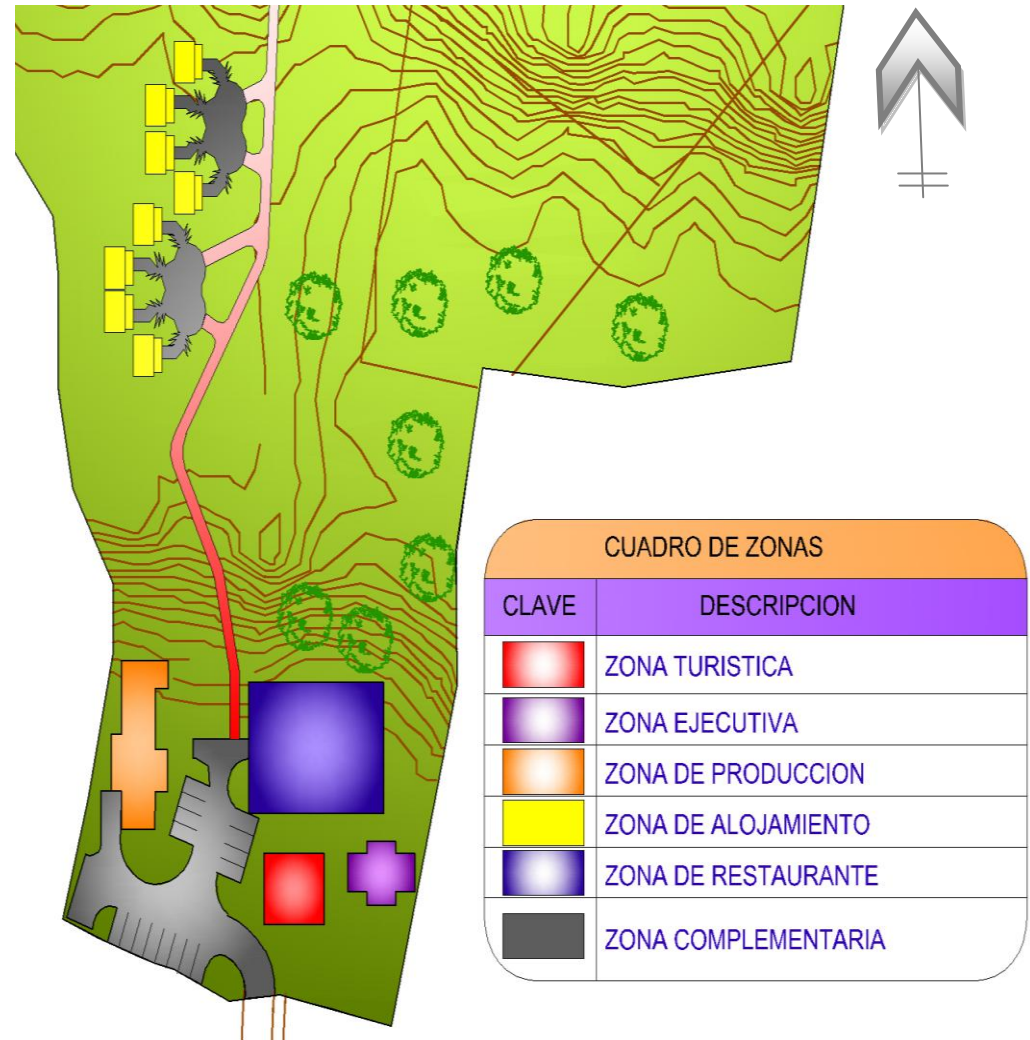 CUADRO DE ZONAS
CLAVE DESCRIPCION
ZONA TURISTICA
ZONA EJECUTIVA
ZONA DE PRODUCCION
ZONA DE ALOJAMIENTO
ZONA DE RESTAURANTE
ZONA COMPLEMENTARIA